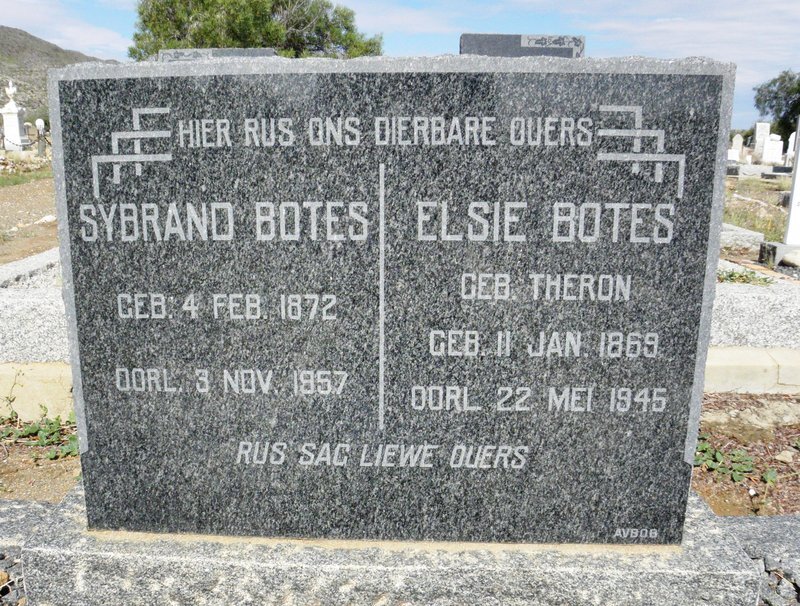 HIER RUS ONS DIERBARE OUERS
SYBRAND BOTES
GEB: 4 FEB. 1872
OORL. 3 NOV. 1957
ELSIE BOTES
GEB. THERON
GEB. 11 JAN. 1869
OORL 22 MEI 1945
RUS SAG LIEWE OUERS
AVBOB